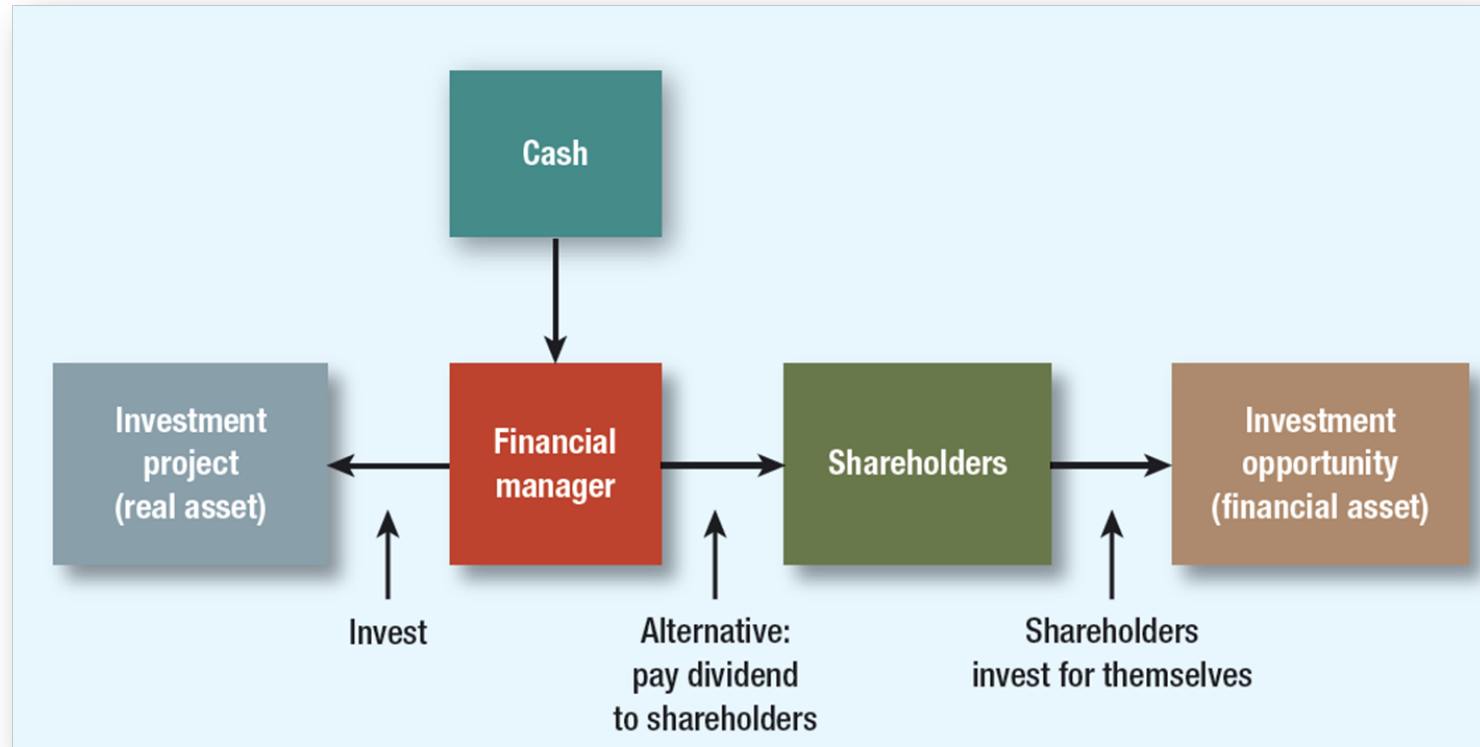 Cash
Investment
project
(real asset)
Financial
manager
Shareholders
Investment
opportunity
(financial asset)
Invest
Alternative:
pay dividend
to shareholders
Shareholders
invest for themselves